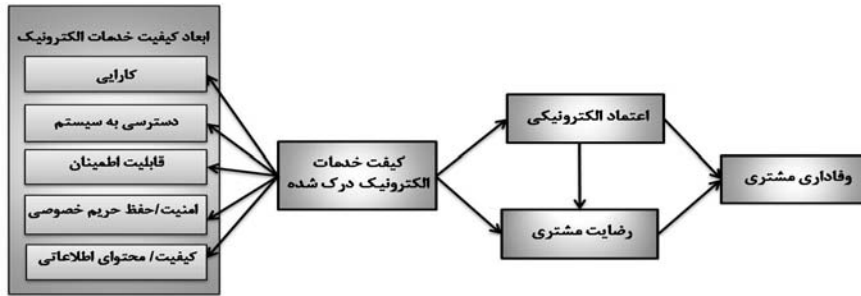 ابعاد کیفیت خدمات الکترونیک
کارایی
دسترسی به سیستم
قابلیت اطمینان
امنیت/حفظ حریم خصوصی
کیفیت/ محتوای اطلاعاتی
کیفت خدمات
الکترونیک درک شده
اعتماد الکترونیکی
رضایت مشتری
وفاداری مشتری